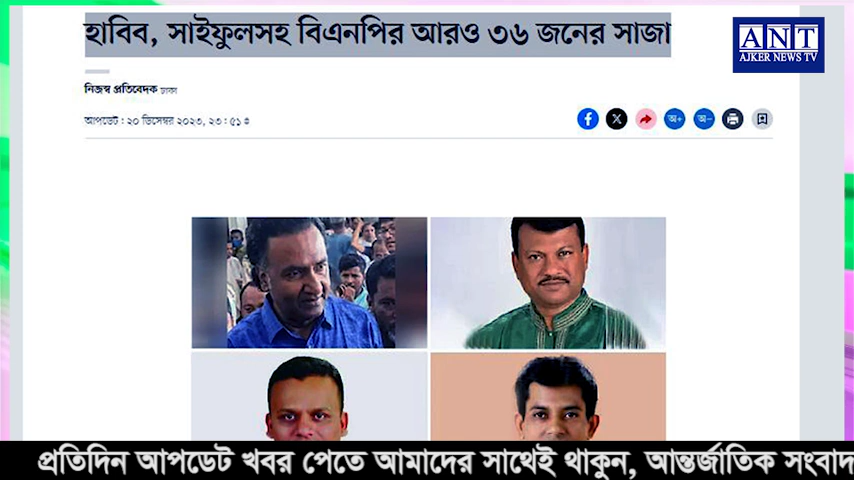 হাবিব, সাইফুলসহ বিএনপির আরও ৩৬ জনের সাজা
ANT
AJKER NEWS TV
নিজস্ব প্রতিবেদক ঢাকা
আপডেট: ২০ ডিসেম্বর ২০২৩, ২৩: ৫১
অ+ অ-
প্রতিদিন আপডেট খবর পেতে আমাদের সাথেই থাকুন, আন্তর্জাতিক সংবাদ